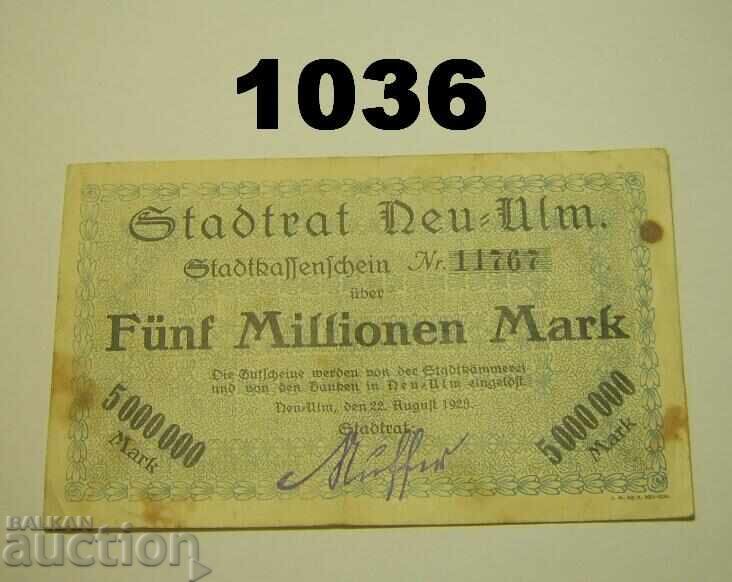 1036
Stadtrat Neu-Ulm.
Stadtkassenschein Nr. 11767
über
Fünf Millionen Mark
Die Gutscheine werden von der Stadtkämmerei
und von den Banken in Neu-Ulm eingelöst.
Neu-Ulm, den 22. August 1923.
Stadtrat:
5000000 Mark
5000000 Mark
BALKAN
auction